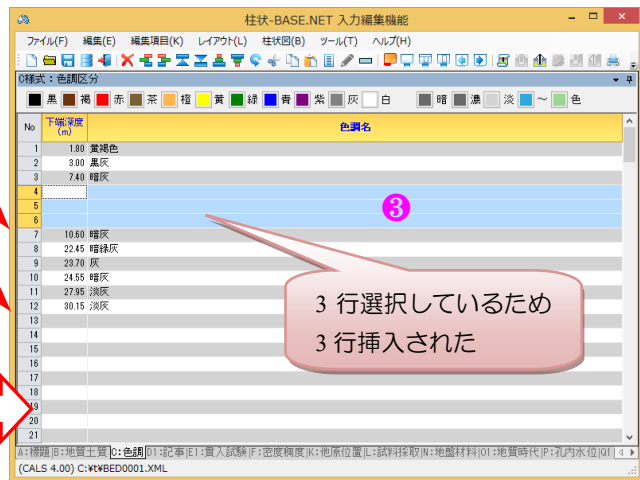 柱状-BASE.NET 入力編集機能
ファイル(F) 編集(E) 編集項目(K) レイアウト(L) 柱状図(B) ツール(T) ヘルプ(H)
C様式：色調区分
黒 褐 赤 茶 橙 黄 緑 青 紫 灰 白 暗 濃 淡 ～ 色
No 下端深度(m) 色調名
1 1.80 黄褐色
2 3.00 黒灰
3 7.40 暗灰
4
5 ❸
6
7 10.60 暗灰
8 22.45 暗緑灰
9 23.70 灰
10 24.55 暗灰
11 27.95 淡灰
12 30.15 淡灰
13
14
15
16
17
18
19
20
21
3 行選択しているため
3 行挿入された
A:標題|B:地質土質|C:色調|D1:記事|E1:貫入試験|F:密度稠度|K:他原位置|L:試料採取|N:地盤材料|O1:地質時代|P:孔内水位|Q1
(CALS 4.00) C:¥t¥BED0001.XML